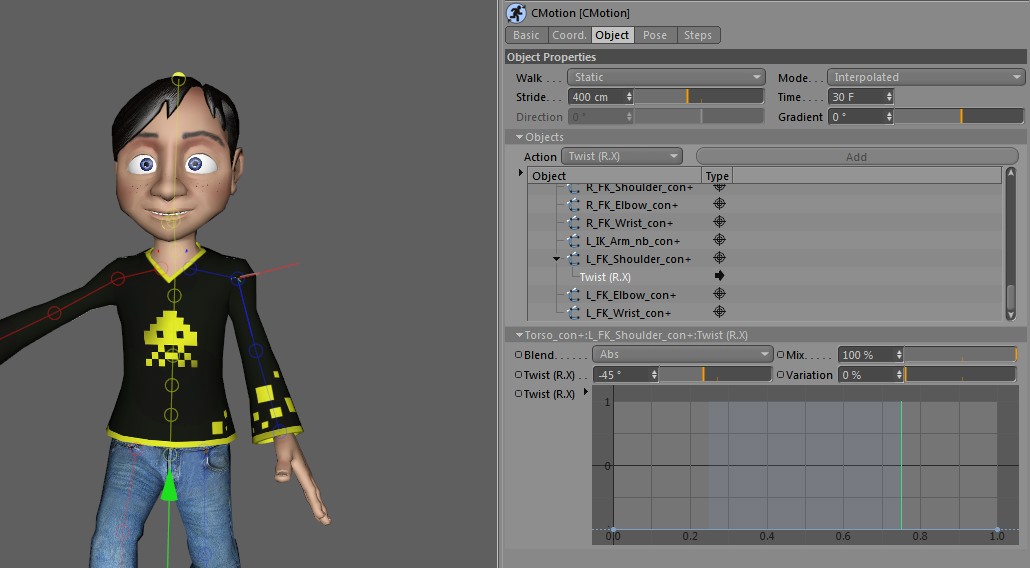 CMotion [CMotion]
Basic Coord. Object Pose Steps
Object Properties
Walk . . . Static Mode. . Interpolated
Stride. . . 400 cm Time. . . 30 F
Direction 0 ° Gradient 0 °
Objects
Action Twist (R.X) Add
Object Type
R_FK_Shoulder_con+
R_FK_Elbow_con+
R_FK_Wrist_con+
L_IK_Arm_nb_con+
L_FK_Shoulder_con+
Twist (R.X)
L_FK_Elbow_con+
L_FK_Wrist_con+
Torso_con+:L_FK_Shoulder_con+:Twist (R.X)
Blend. . . . . . Abs Mix. . . . . 100 %
Twist (R.X) . . -45 ° Variation 0 %
Twist (R.X)
1
0
0.0 0.2 0.4 0.6 0.8 1.0